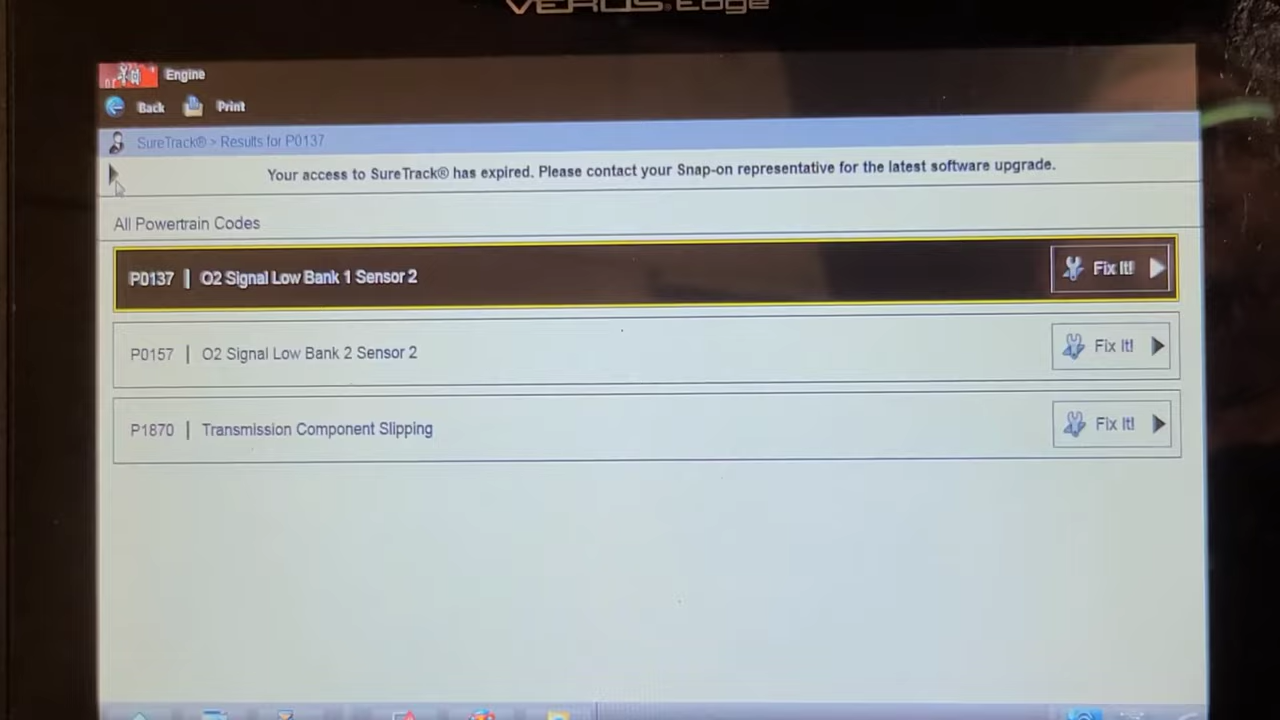 VERUS® Edge
Engine
Back Print
SureTrack® > Results for P0137
Your access to SureTrack® has expired. Please contact your Snap-on representative for the latest software upgrade.
All Powertrain Codes
P0137 | O2 Signal Low Bank 1 Sensor 2 Fix It!
P0157 | O2 Signal Low Bank 2 Sensor 2 Fix It!
P1870 | Transmission Component Slipping Fix It!